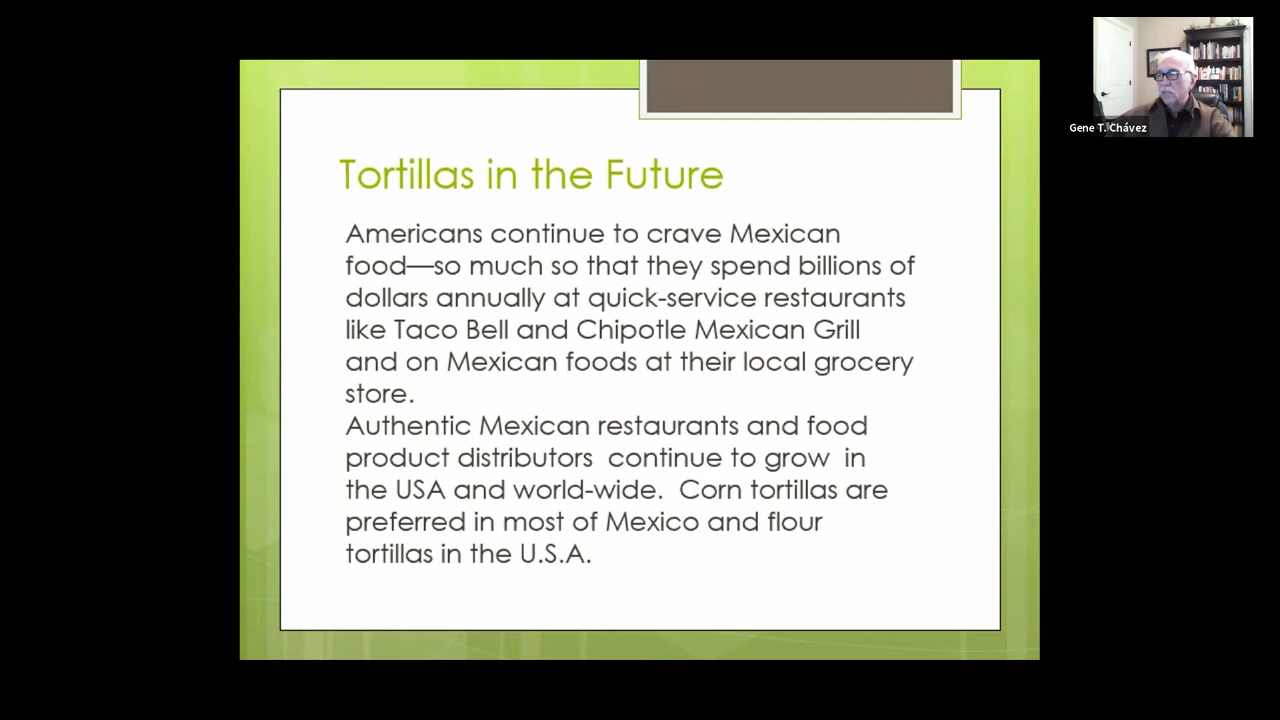 Tortillas in the Future
Americans continue to crave Mexican
food—so much so that they spend billions of
dollars annually at quick-service restaurants
like Taco Bell and Chipotle Mexican Grill
and on Mexican foods at their local grocery
store.
Authentic Mexican restaurants and food
product distributors  continue to grow  in
the USA and world-wide.  Corn tortillas are
preferred in most of Mexico and flour
tortillas in the U.S.A.
Gene T. Chávez